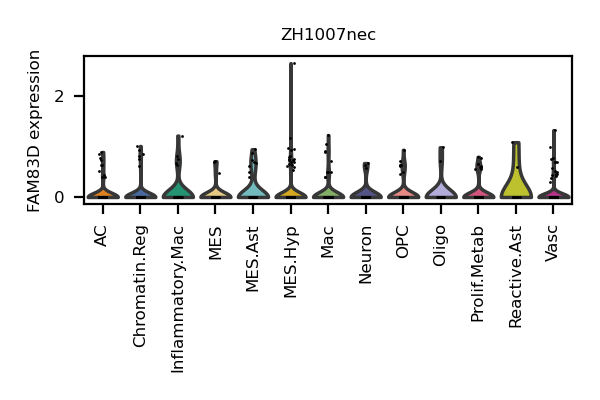 ZH1007nec
FAM83D expression
2
0
AC
Chromatin.Reg
Inflammatory.Mac
MES
MES.Ast
MES.Hyp
Mac
Neuron
OPC
Oligo
Prolif.Metab
Reactive.Ast
Vasc